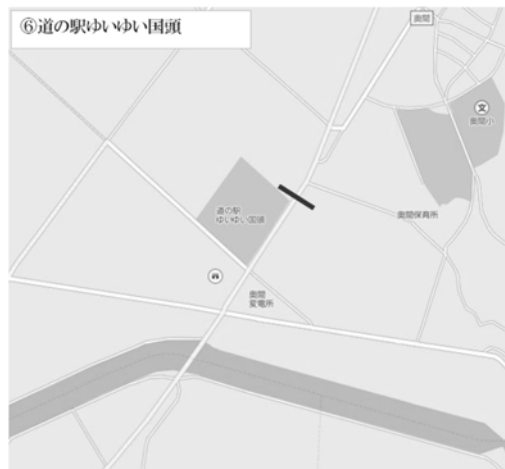 ⑥道の駅ゆいゆい国頭
奥間
文
奥間小
道の駅
ゆいゆい国頭
奥間保育所
奥間
変電所